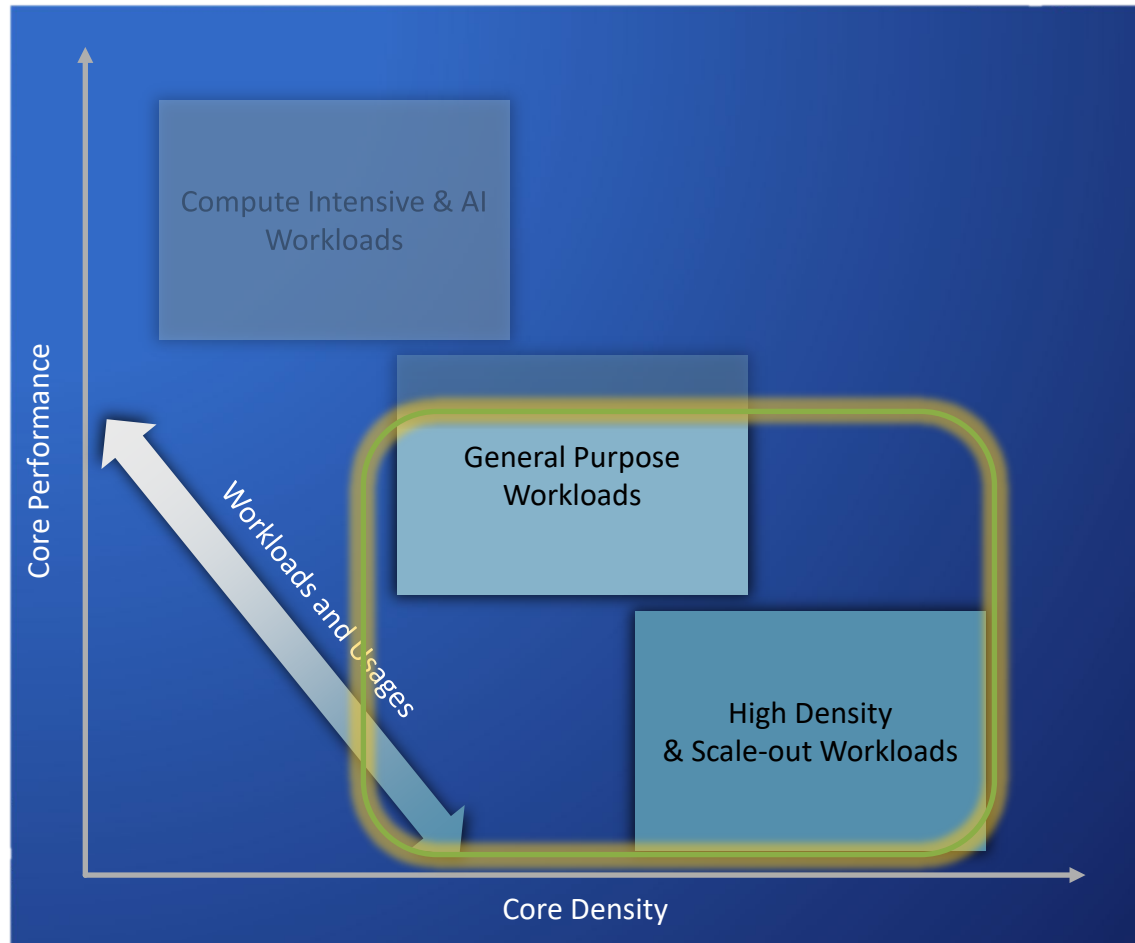 Compute Intensive & AI
Workloads
Core Performance
General Purpose
Workloads
Workloads and Usages
High Density
& Scale-out Workloads
Core Density